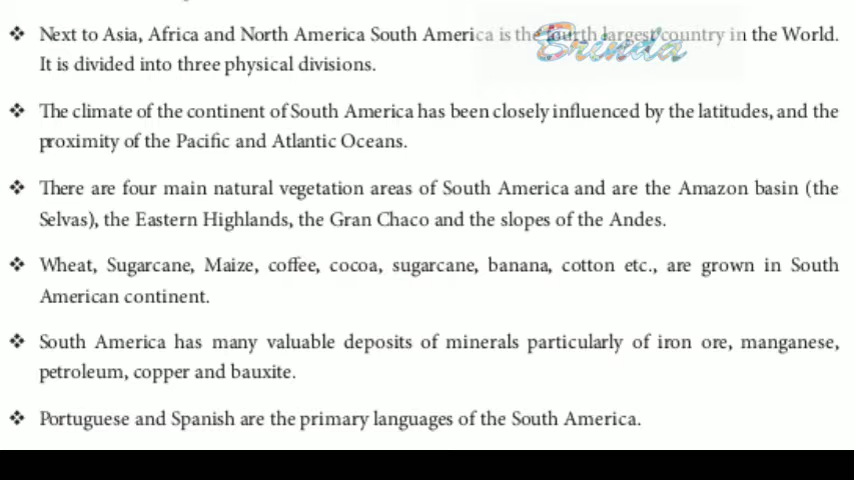 ❖ Next to Asia, Africa and North America South America is the fourth largest country in the World.
It is divided into three physical divisions.
Brinda
❖ The climate of the continent of South America has been closely influenced by the latitudes, and the
proximity of the Pacific and Atlantic Oceans.
❖ There are four main natural vegetation areas of South America and are the Amazon basin (the
Selvas), the Eastern Highlands, the Gran Chaco and the slopes of the Andes.
❖ Wheat, Sugarcane, Maize, coffee, cocoa, sugarcane, banana, cotton etc., are grown in South
American continent.
❖ South America has many valuable deposits of minerals particularly of iron ore, manganese,
petroleum, copper and bauxite.
❖ Portuguese and Spanish are the primary languages of the South America.